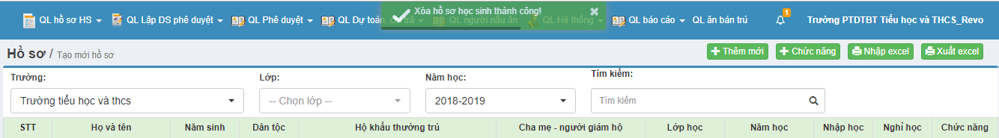 Xóa hồ sơ học sinh thành công!
QL hồ sơ HS QL Lập DS phê duyệt QL Phê duyệt QL Dự toán, chi trả QL người nấu ăn QL Hệ thống QL báo cáo QL ăn bán trú 1 Trường PTDTBT Tiểu học và THCS_Revo
Hồ sơ / Tạo mới hồ sơ Thêm mới Chức năng Nhập excel Xuất excel
Trường: Lớp: Năm học: Tìm kiếm:
Trường tiểu học và thcs -- Chọn lớp -- 2018-2019 Tìm kiếm
STT Họ và tên Năm sinh Dân tộc Hộ khẩu thường trú Cha mẹ - người giám hộ Lớp học Năm học Nhập học Nghỉ học Chức năng